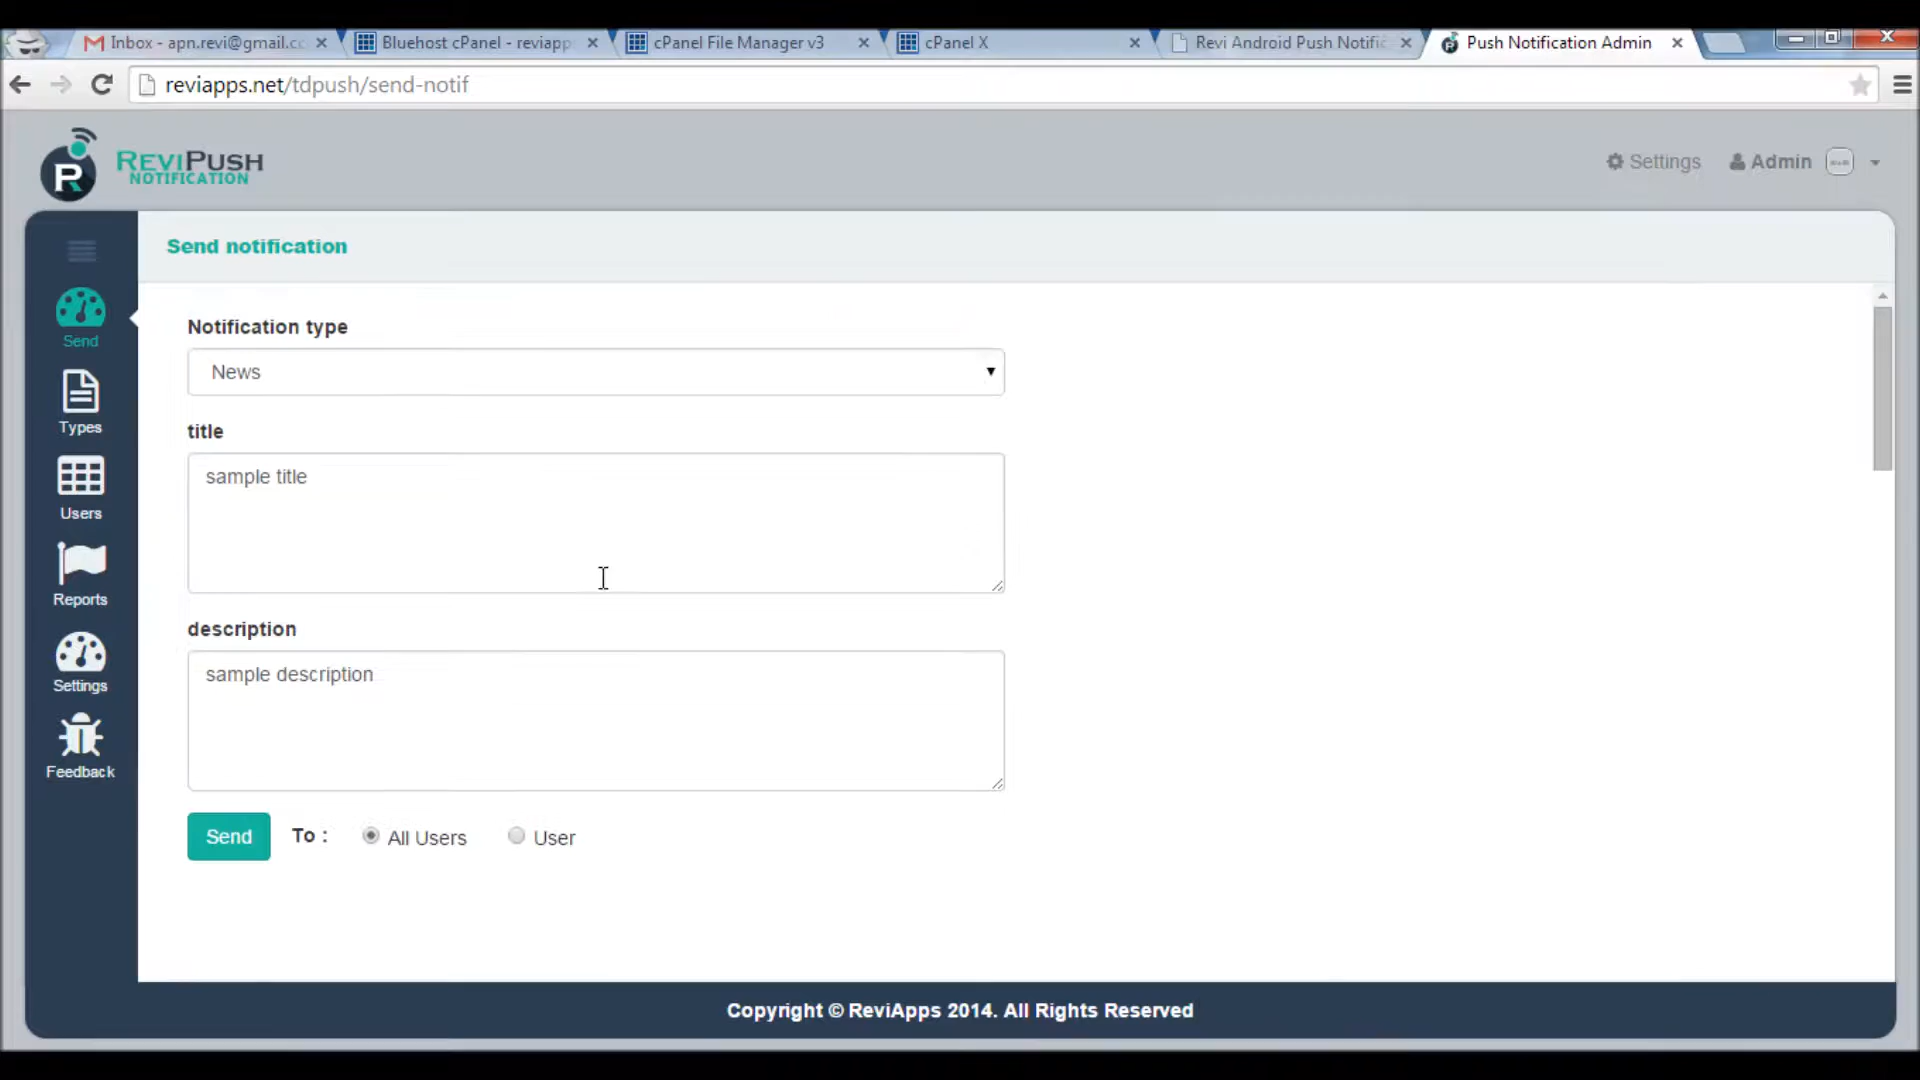 Inbox - apn.revi@gmail.cc
Bluehost cPanel - reviapp
cPanel File Manager v3
cPanel X
Revi Android Push Notific
Push Notification Admin
reviapps.net/tdpush/send-notif
R
REVIPUSH
NOTIFICATION
Settings
Admin
Send notification
Send
Types
Users
Reports
Settings
Feedback
Notification type
News
title
sample title
description
sample description
Send
To :
All Users
User
Copyright © ReviApps 2014. All Rights Reserved